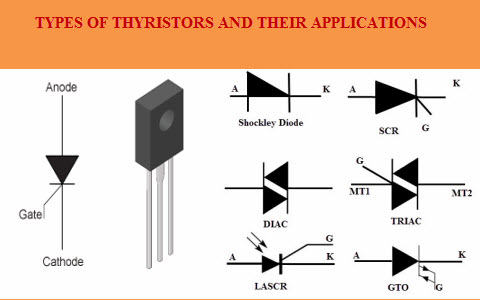 TYPES OF THYRISTORS AND THEIR APPLICATIONS
Anode
Gate
Cathode
A K
Shockley Diode
A K
G
SCR
DIAC
G
MT1 MT2
TRIAC
G
A K
LASCR
A K
G
GTO